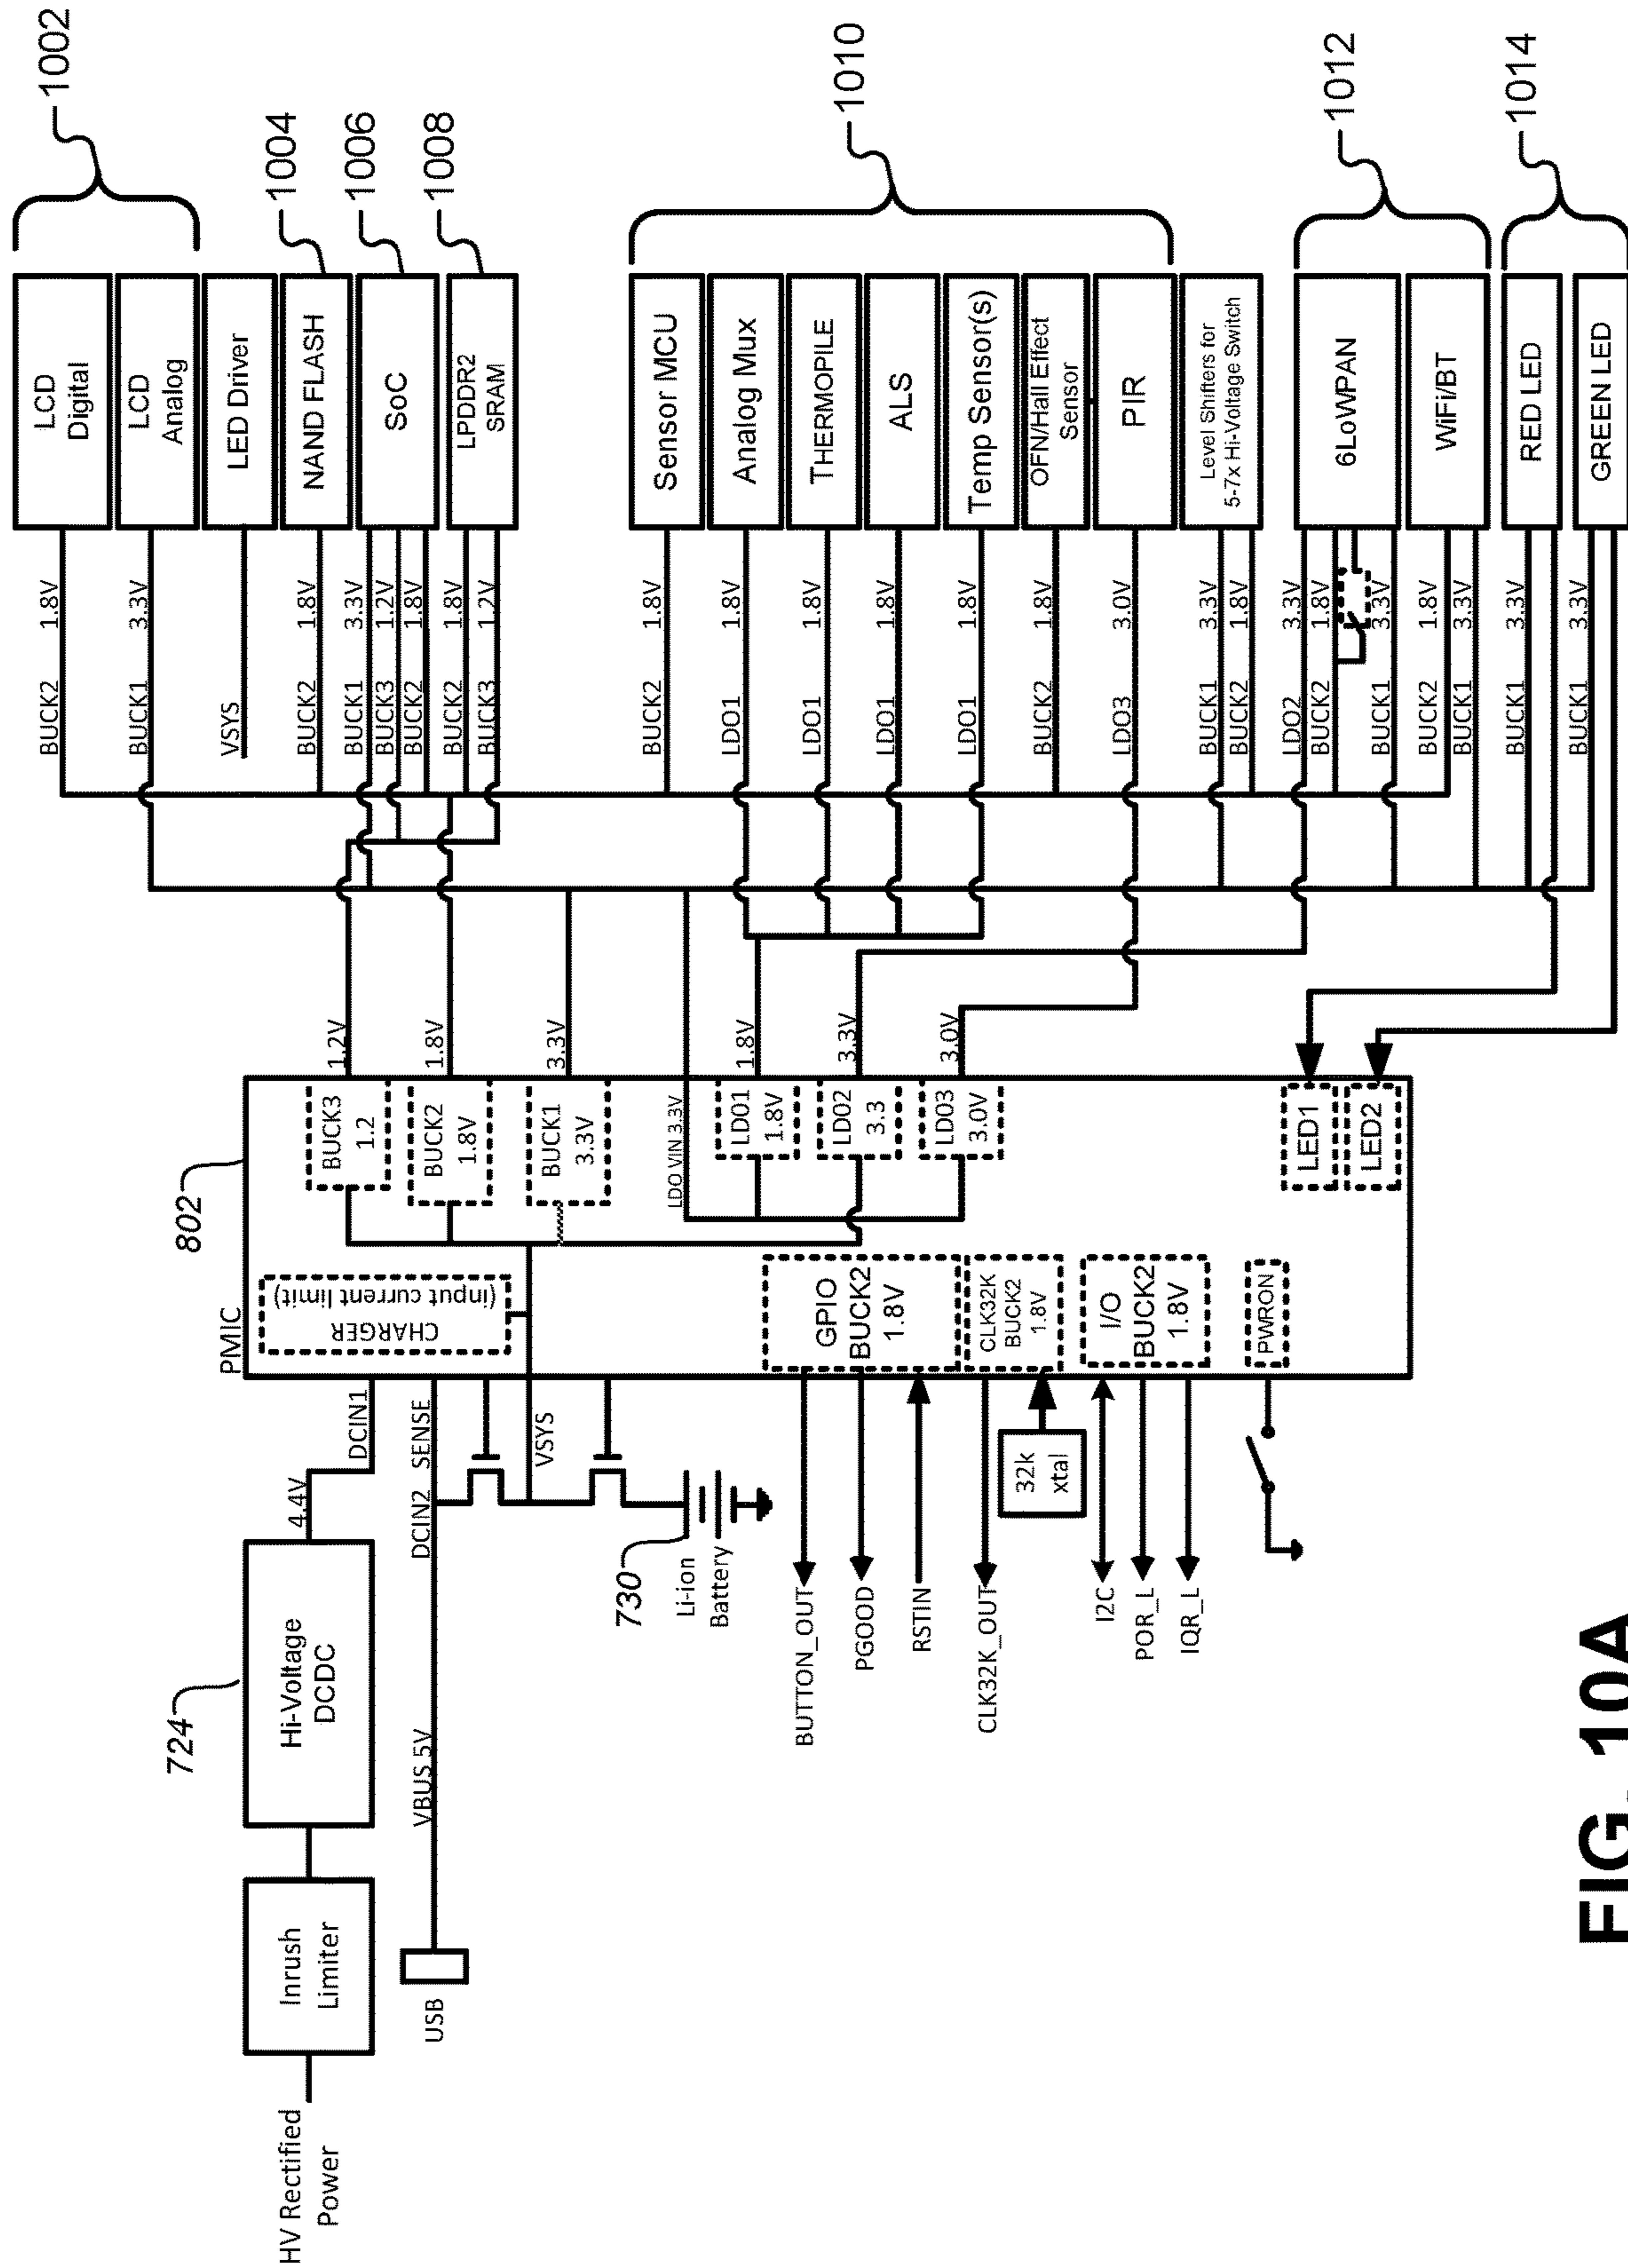 HV Rectified
Power
Inrush
Limiter
Hi-Voltage
DCDC
724
4.4V
DCIN1
USB
VBUS 5V
DCIN2
SENSE
VSYS
730
Li-ion
Battery
BUTTON_OUT
PGOOD
RSTIN
CLK32K_OUT
32k
xtal
I2C
POR_L
IQR_L
PMIC
802
CHARGER
(input current limit)
BUCK3
1.2
BUCK2
1.8V
BUCK1
3.3V
LDO VIN 3.3V
LDO1
1.8V
LDO2
3.3
LDO3
3.0V
GPIO
BUCK2
1.8V
CLK32K
BUCK2
1.8V
I/O
BUCK2
1.8V
PWRON
LED1
LED2
1.2V
1.8V
3.3V
1.8V
3.3V
3.0V
BUCK2 1.8V
LCD
Digital
BUCK1 3.3V
LCD
Analog
1002
VSYS
LED Driver
BUCK2 1.8V
NAND FLASH
1004
BUCK1 3.3V
BUCK3 1.2V
BUCK2 1.8V
SoC
1006
BUCK2 1.8V
BUCK3 1.2V
LPDDR2
SRAM
1008
BUCK2 1.8V
Sensor MCU
LDO1 1.8V
Analog Mux
LDO1 1.8V
THERMOPILE
LDO1 1.8V
ALS
LDO1 1.8V
Temp Sensor(s)
BUCK2 1.8V
OFN/Hall Effect
Sensor
LDO3 3.0V
PIR
1010
BUCK1 3.3V
BUCK2 1.8V
Level Shifters for
5-7x Hi-Voltage Switch
LDO2 3.3V
BUCK2 1.8V
BUCK1 3.3V
6LoWPAN
BUCK2 1.8V
BUCK1 3.3V
WiFi/BT
1012
BUCK1 3.3V
RED LED
BUCK1 3.3V
GREEN LED
1014
FIG. 10A